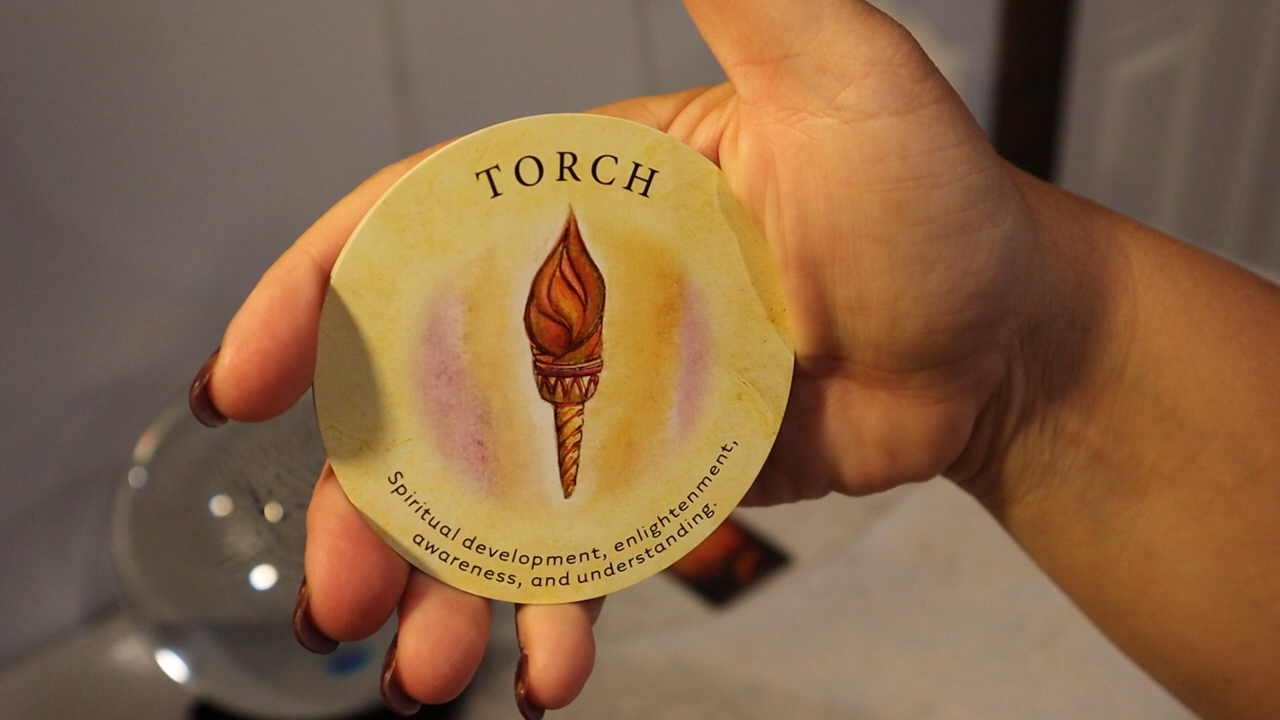 TORCH
Spiritual development, enlightenment,
awareness, and understanding.